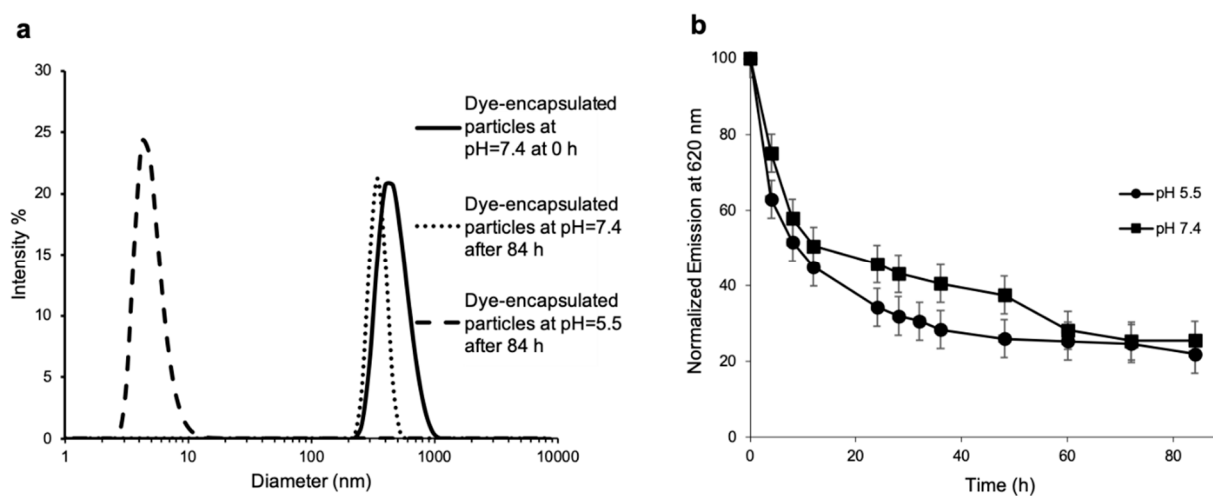 a
30
25
20
15
10
5
0
Intensity %
1
10
100
1000
10000
Diameter (nm)
Dye-encapsulated
particles at
pH=7.4 at 0 h
Dye-encapsulated
particles at pH=7.4
after 84 h
Dye-encapsulated
particles at pH=5.5
after 84 h
b
100
80
60
40
20
0
Normalized Emission at 620 nm
0
20
40
60
80
Time (h)
pH 5.5
pH 7.4